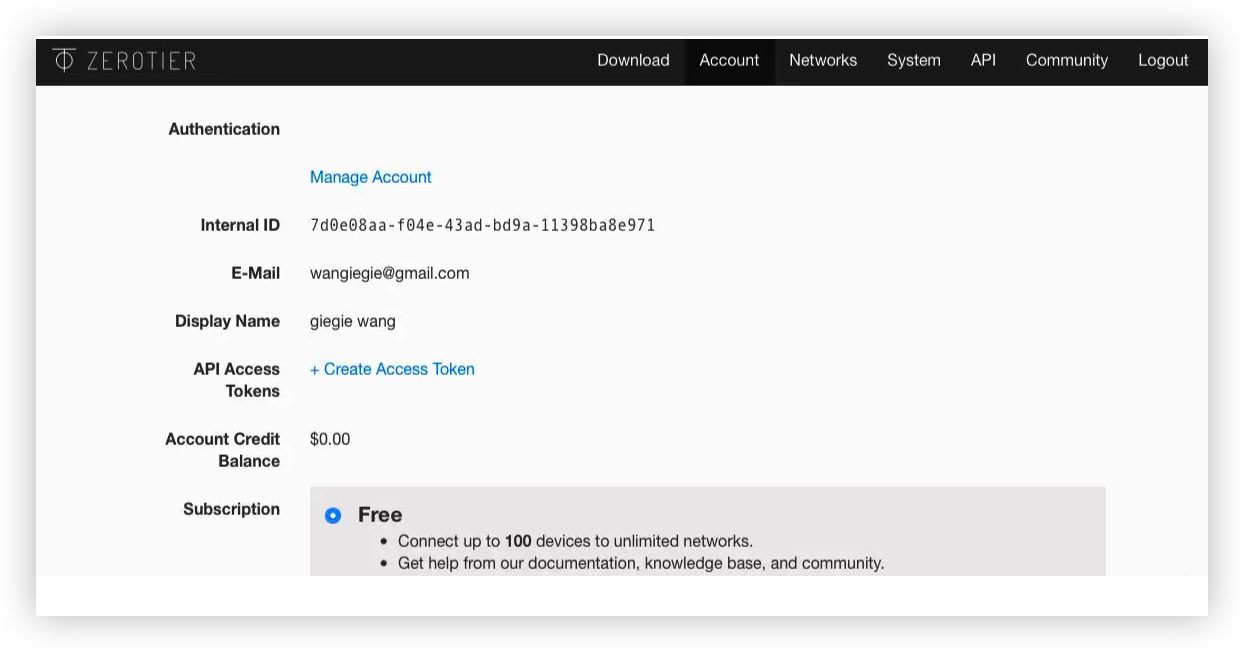 ZEROTIER Download Account Networks System API Community Logout
Authentication
Manage Account
Internal ID 7d0e08aa-f04e-43ad-bd9a-11398ba8e971
E-Mail wangiegie@gmail.com
Display Name giegie wang
API Access + Create Access Token
Tokens
Account Credit $0.00
Balance
Subscription Free
• Connect up to 100 devices to unlimited networks.
• Get help from our documentation, knowledge base, and community.